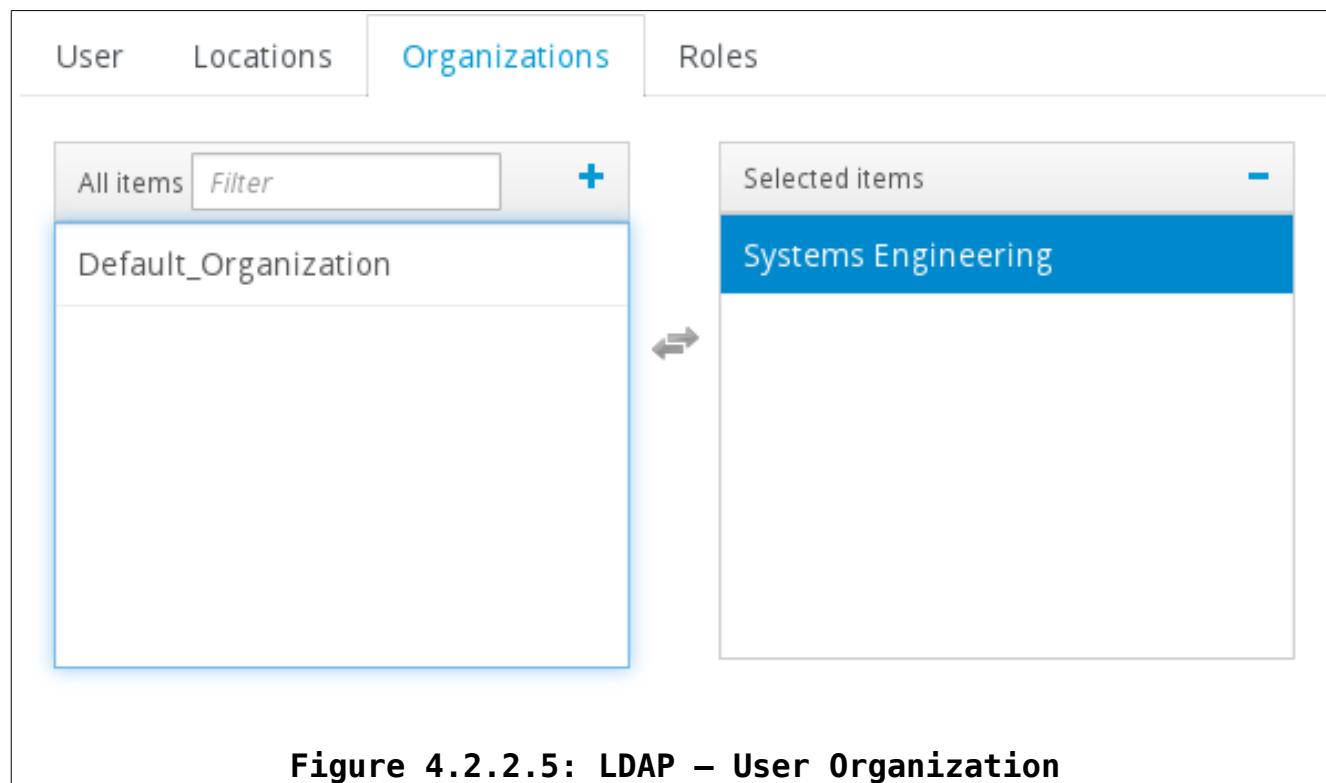 User Locations Organizations Roles
All items Filter +
Default_Organization
Selected items −
Systems Engineering
Figure 4.2.2.5: LDAP – User Organization